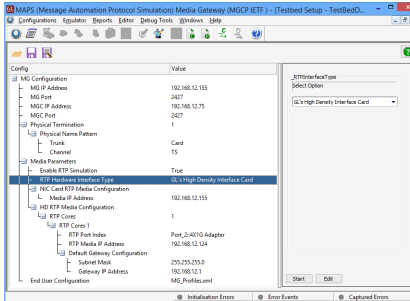 MAPS (Message Automation Protocol Simulation) Media Gateway (MGCP IETF ) - (Testbed Setup - TestBedD...
Configurations Emulator Reports Editor Debug Tools Windows Help
Config Value
MG Configuration
MG IP Address 192.168.12.155
MG Port 2427
MGC IP Address 192.168.12.75
MGC Port 2427
Physical Termination 1
Physical Name Pattern
Trunk Card
Channel TS
Media Parameters
Enable RTP Simulation True
RTP Hardware Interface Type GL's High Density Interface Card
NIC Card RTP Media Configuration
Media IP Address 192.168.12.155
HD RTP Media Configuration
RTP Cores 1
RTP Cores 1
RTP Port Index Port_2:4X1G Adapter
RTP Media IP Address 192.168.12.124
Default Gateway Configuration
Subnet Mask 255.255.255.0
Gateway IP Address 192.168.12.1
End User Configuration MG_Profiles.xml
_RTPInterfaceType
Select Option
GL's High Density Interface Card
Start Edit
Initialisation Errors Error Events Captured Errors